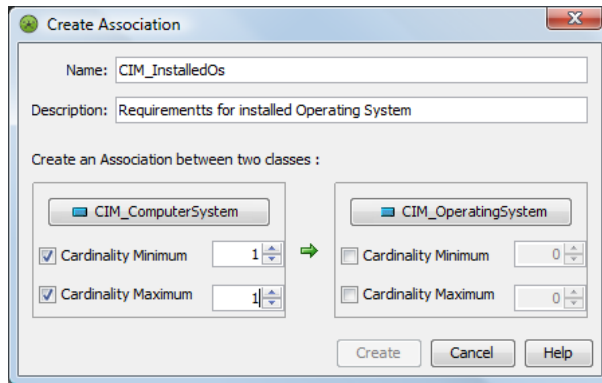 Create Association
Name: CIM_InstalledOs
Description: Requirementts for installed Operating System
Create an Association between two classes :
CIM_ComputerSystem CIM_OperatingSystem
Cardinality Minimum 1 Cardinality Minimum 0
Cardinality Maximum 1 Cardinality Maximum 0
Create Cancel Help